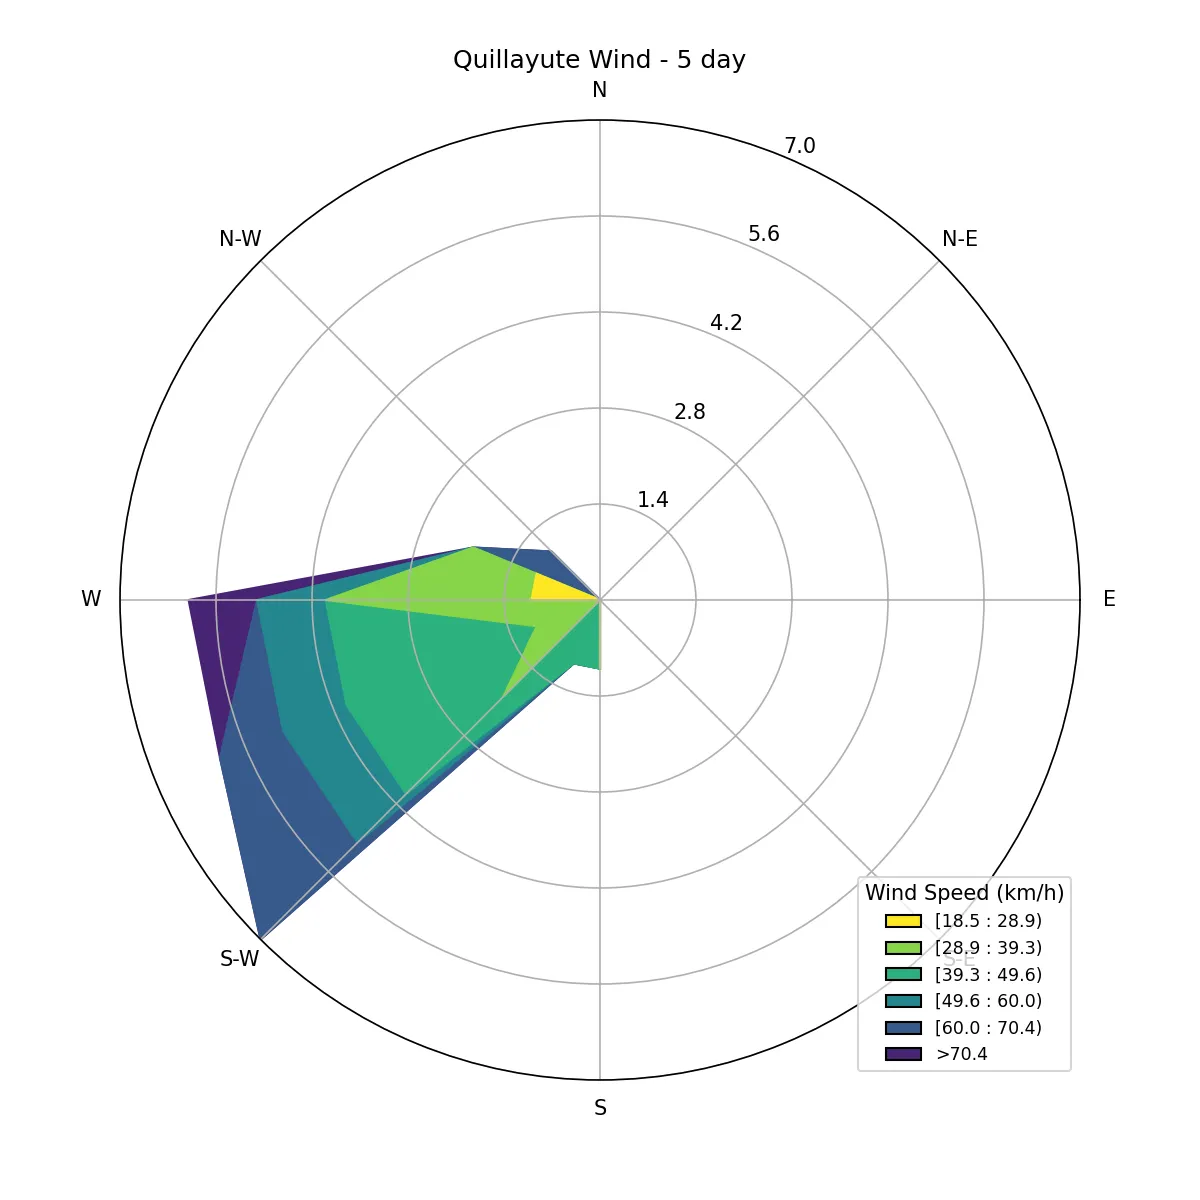 Quillayute Wind - 5 day
N
7.0
5.6
N-W
N-E
4.2
2.8
1.4
W
E
S-W
S-E
S
Wind Speed (km/h)
[18.5 : 28.9)
[28.9 : 39.3)
[39.3 : 49.6)
[49.6 : 60.0)
[60.0 : 70.4)
>70.4